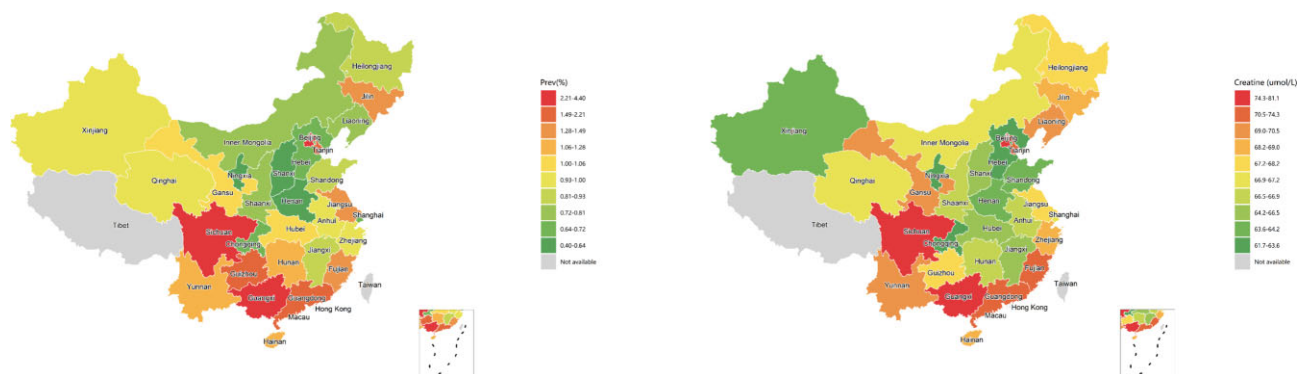 Heilongjiang
Jilin
Liaoning
Xinjiang
Inner Mongolia
Beijing
Tianjin
Hebei
Shanxi
Ningxia
Qinghai
Gansu
Shandong
Shaanxi
Henan
Jiangsu
Tibet
Shanghai
Anhui
Sichuan
Hubei
Chongqing
Zhejiang
Jiangxi
Hunan
Guizhou
Fujian
Yunnan
Taiwan
Guangxi
Guangdong
Hong Kong
Macau
Hainan
Prev(%)
2.21-4.40
1.49-2.21
1.28-1.49
1.06-1.28
1.00-1.06
0.93-1.00
0.81-0.93
0.72-0.81
0.64-0.72
0.40-0.64
Not available
Heilongjiang
Jilin
Liaoning
Xinjiang
Inner Mongolia
Beijing
Tianjin
Hebei
Shanxi
Ningxia
Qinghai
Gansu
Shandong
Shaanxi
Henan
Jiangsu
Tibet
Shanghai
Anhui
Sichuan
Hubei
Chongqing
Zhejiang
Jiangxi
Hunan
Guizhou
Fujian
Yunnan
Taiwan
Guangxi
Guangdong
Hong Kong
Macau
Hainan
Creatine (umol/L)
74.3-81.1
70.5-74.3
69.0-70.5
68.2-69.0
67.2-68.7
66.9-67.2
66.5-66.9
64.2-66.5
63.6-64.2
61.7-63.6
Not available